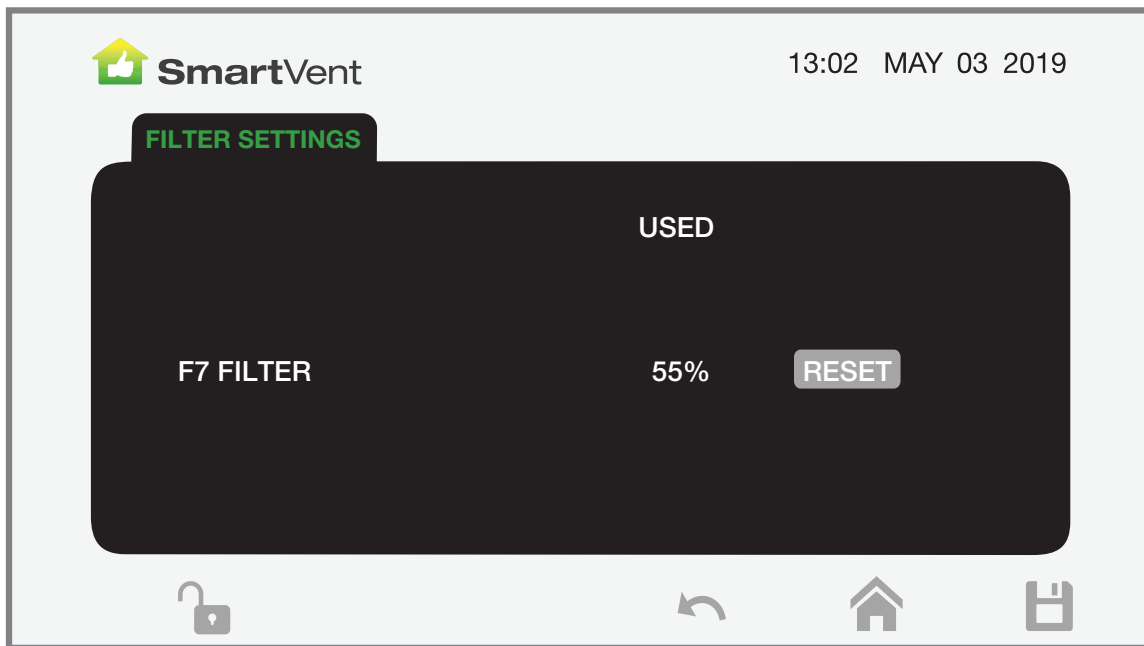 SmartVent
13:02 MAY 03 2019
FILTER SETTINGS
USED
F7 FILTER 55% RESET